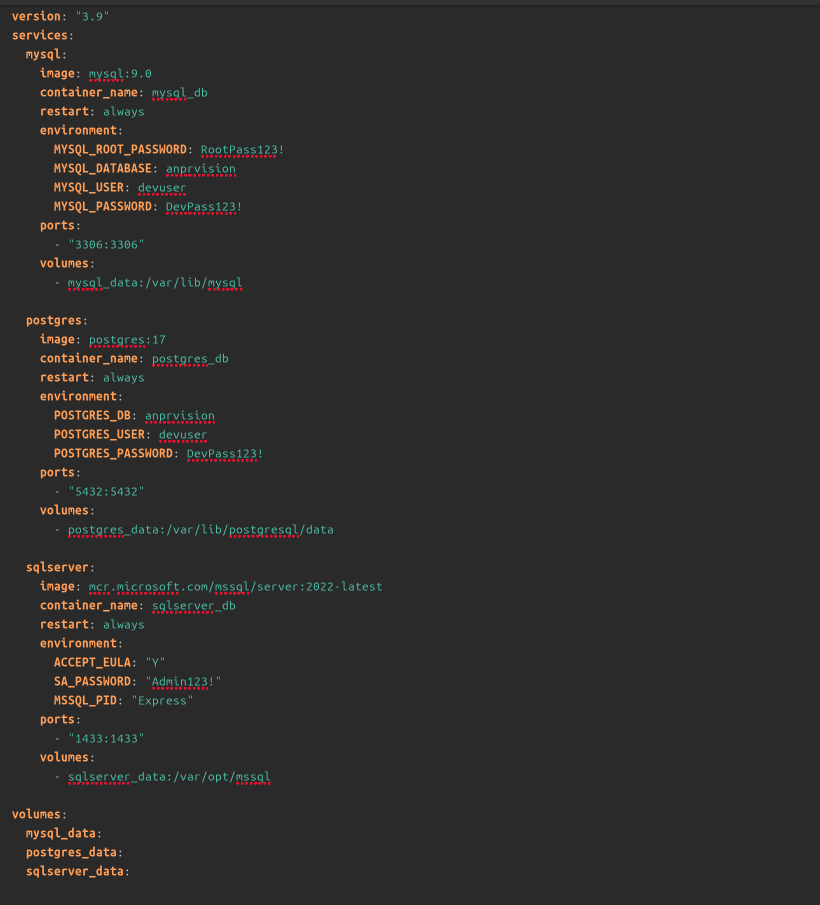 version: "3.9"
services:
  mysql:
    image: mysql:9.0
    container_name: mysql_db
    restart: always
    environment:
      MYSQL_ROOT_PASSWORD: RootPass123!
      MYSQL_DATABASE: anprvision
      MYSQL_USER: devuser
      MYSQL_PASSWORD: DevPass123!
    ports:
      - "3306:3306"
    volumes:
      - mysql_data:/var/lib/mysql

  postgres:
    image: postgres:17
    container_name: postgres_db
    restart: always
    environment:
      POSTGRES_DB: anprvision
      POSTGRES_USER: devuser
      POSTGRES_PASSWORD: DevPass123!
    ports:
      - "5432:5432"
    volumes:
      - postgres_data:/var/lib/postgresql/data

  sqlserver:
    image: mcr.microsoft.com/mssql/server:2022-latest
    container_name: sqlserver_db
    restart: always
    environment:
      ACCEPT_EULA: "Y"
      SA_PASSWORD: "Admin123!"
      MSSQL_PID: "Express"
    ports:
      - "1433:1433"
    volumes:
      - sqlserver_data:/var/opt/mssql

volumes:
  mysql_data:
  postgres_data:
  sqlserver_data: